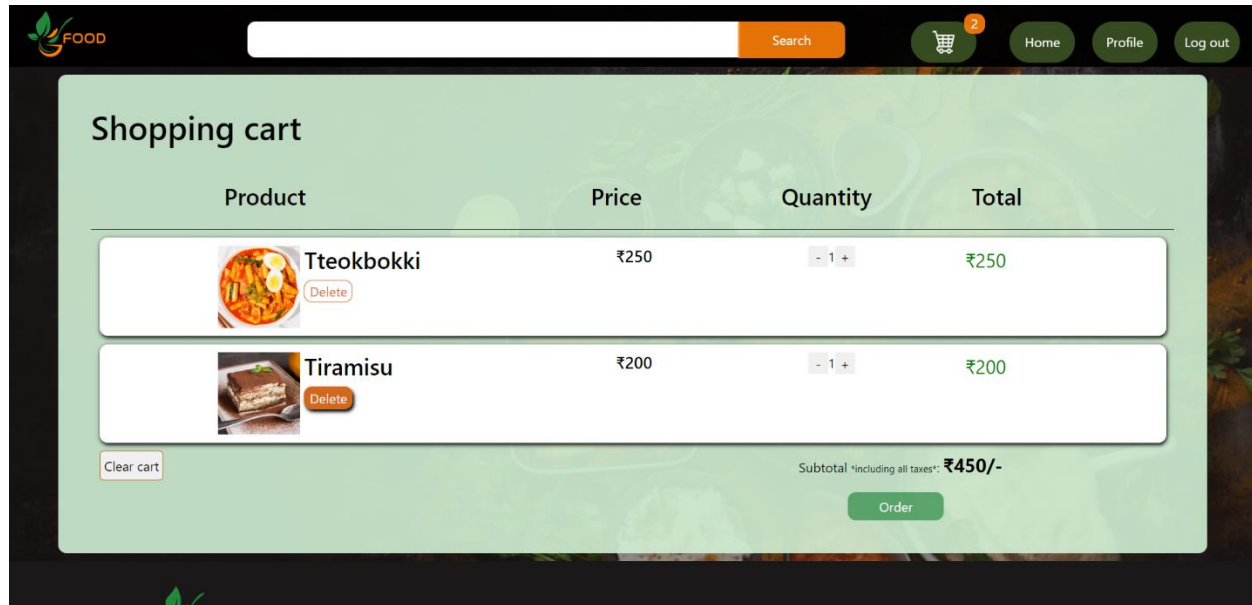 FOOD
Search
2
Home
Profile
Log out
Shopping cart
Product Price Quantity Total
Tteokbokki ₹250 - 1 + ₹250
Delete
Tiramisu ₹200 - 1 + ₹200
Delete
Clear cart
Subtotal *including all taxes*: ₹450/-
Order